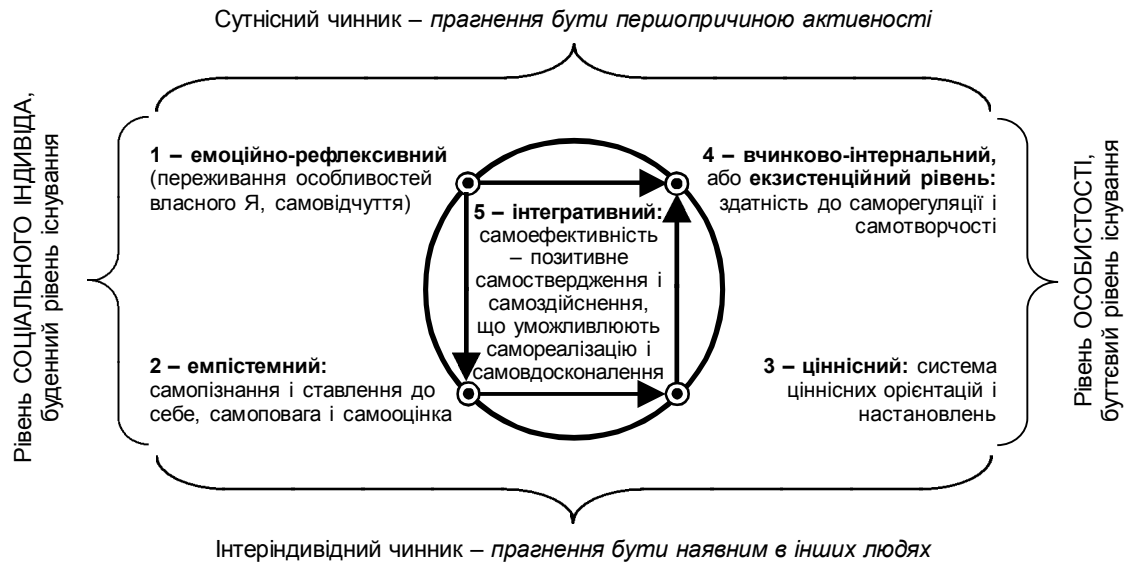 Сутнісний чинник – прагнення бути першопричиною активності
Рівень СОЦІАЛЬНОГО ІНДИВІДА,
буденний рівень існування
1 – емоційно-рефлексивний
(переживання особливостей
власного Я, самовідчуття)
2 – емпістемний:
самопізнання і ставлення до
себе, самоповага і самооцінка
5 – інтегративний:
самоефективність
– позитивне
самоствердження і
самоздійснення,
що уможливлюють
самореалізацію і
самовдосконалення
4 – вчинково-інтернальний,
або екзистенційний рівень:
здатність до саморегуляції і
самотворчості
3 – ціннісний: система
ціннісних орієнтацій і
настановлень
Рівень ОСОБИСТОСТІ,
буттєвий рівень існування
Інтеріндивідний чинник – прагнення бути наявним в інших людях